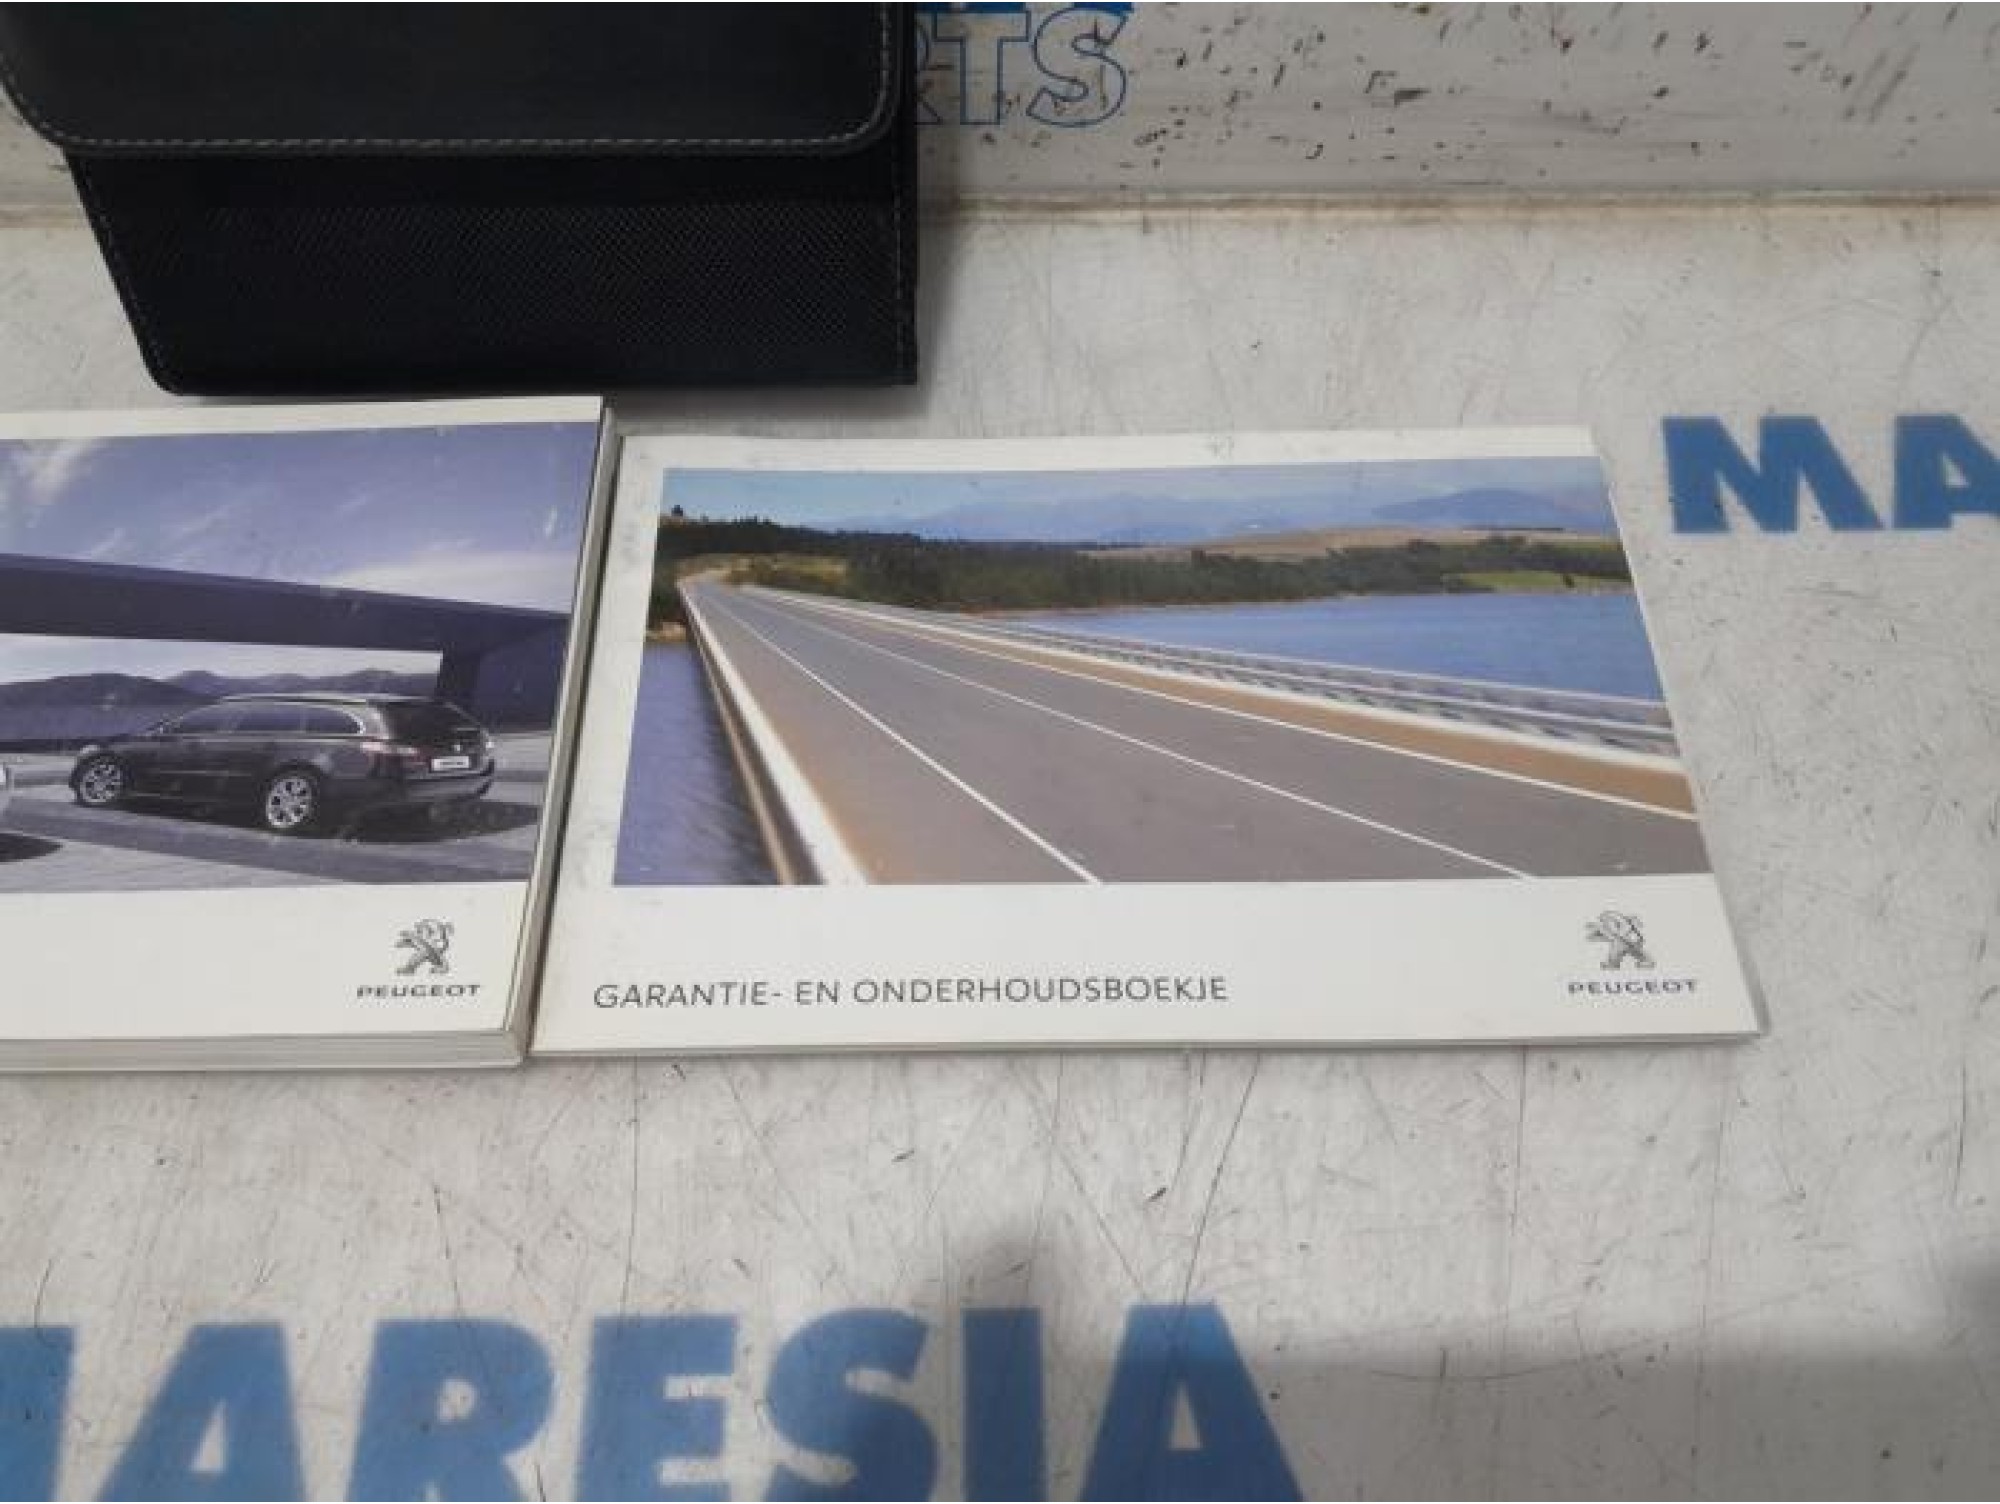 RTS
MA
PEUGEOT
GARANTIE- EN ONDERHOUDSBOEKJE
PEUGEOT
ARESIA